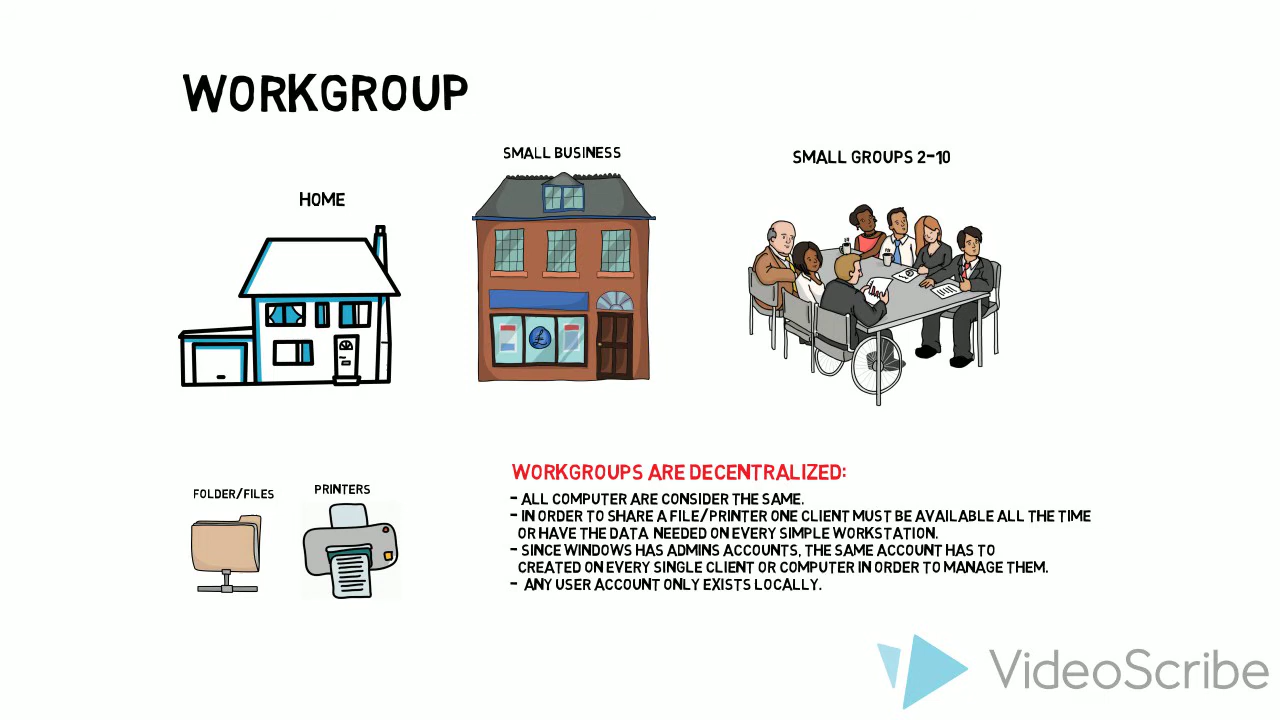 WORKGROUP
SMALL BUSINESS
SMALL GROUPS 2-10
HOME
WORKGROUPS ARE DECENTRALIZED:
FOLDER/FILES
PRINTERS
- ALL COMPUTER ARE CONSIDER THE SAME.
- IN ORDER TO SHARE A FILE/PRINTER ONE CLIENT MUST BE AVAILABLE ALL THE TIME
OR HAVE THE DATA NEEDED ON EVERY SIMPLE WORKSTATION.
- SINCE WINDOWS HAS ADMINS ACCOUNTS, THE SAME ACCOUNT HAS TO
CREATED ON EVERY SINGLE CLIENT OR COMPUTER IN ORDER TO MANAGE THEM.
- ANY USER ACCOUNT ONLY EXISTS LOCALLY.
VideoScribe